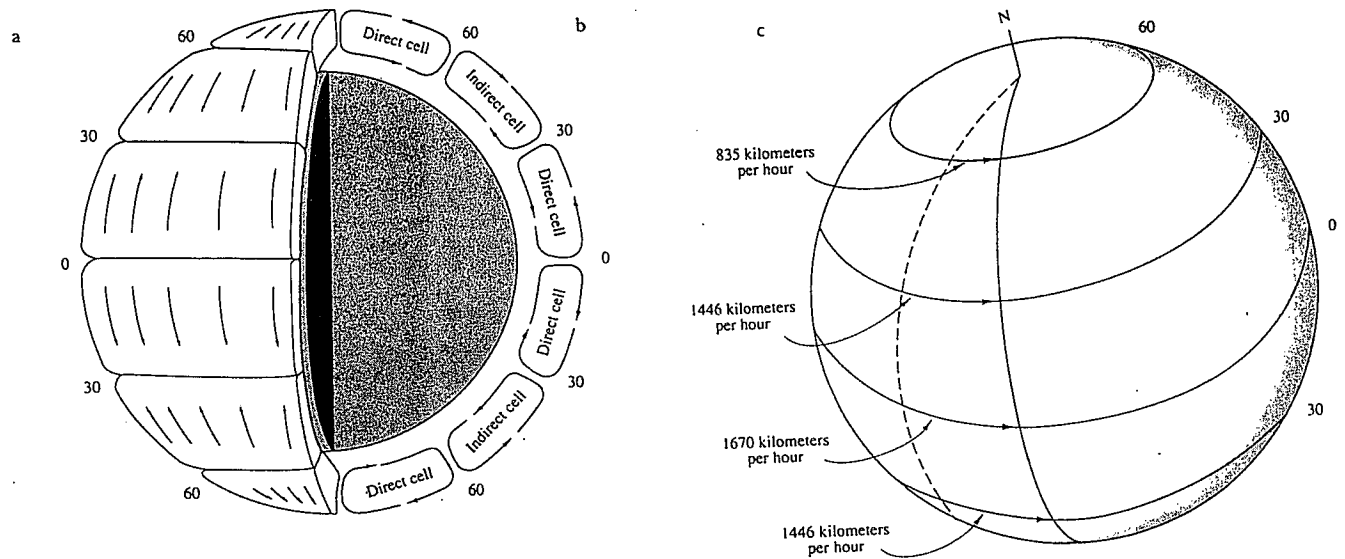 a
60
30
0
30
60
b
Direct cell
60
Indirect cell
30
Direct cell
0
Direct cell
30
Indirect cell
60
Direct cell
c
N
60
30
0
30
835 kilometers
per hour
1446 kilometers
per hour
1670 kilometers
per hour
1446 kilometers
per hour